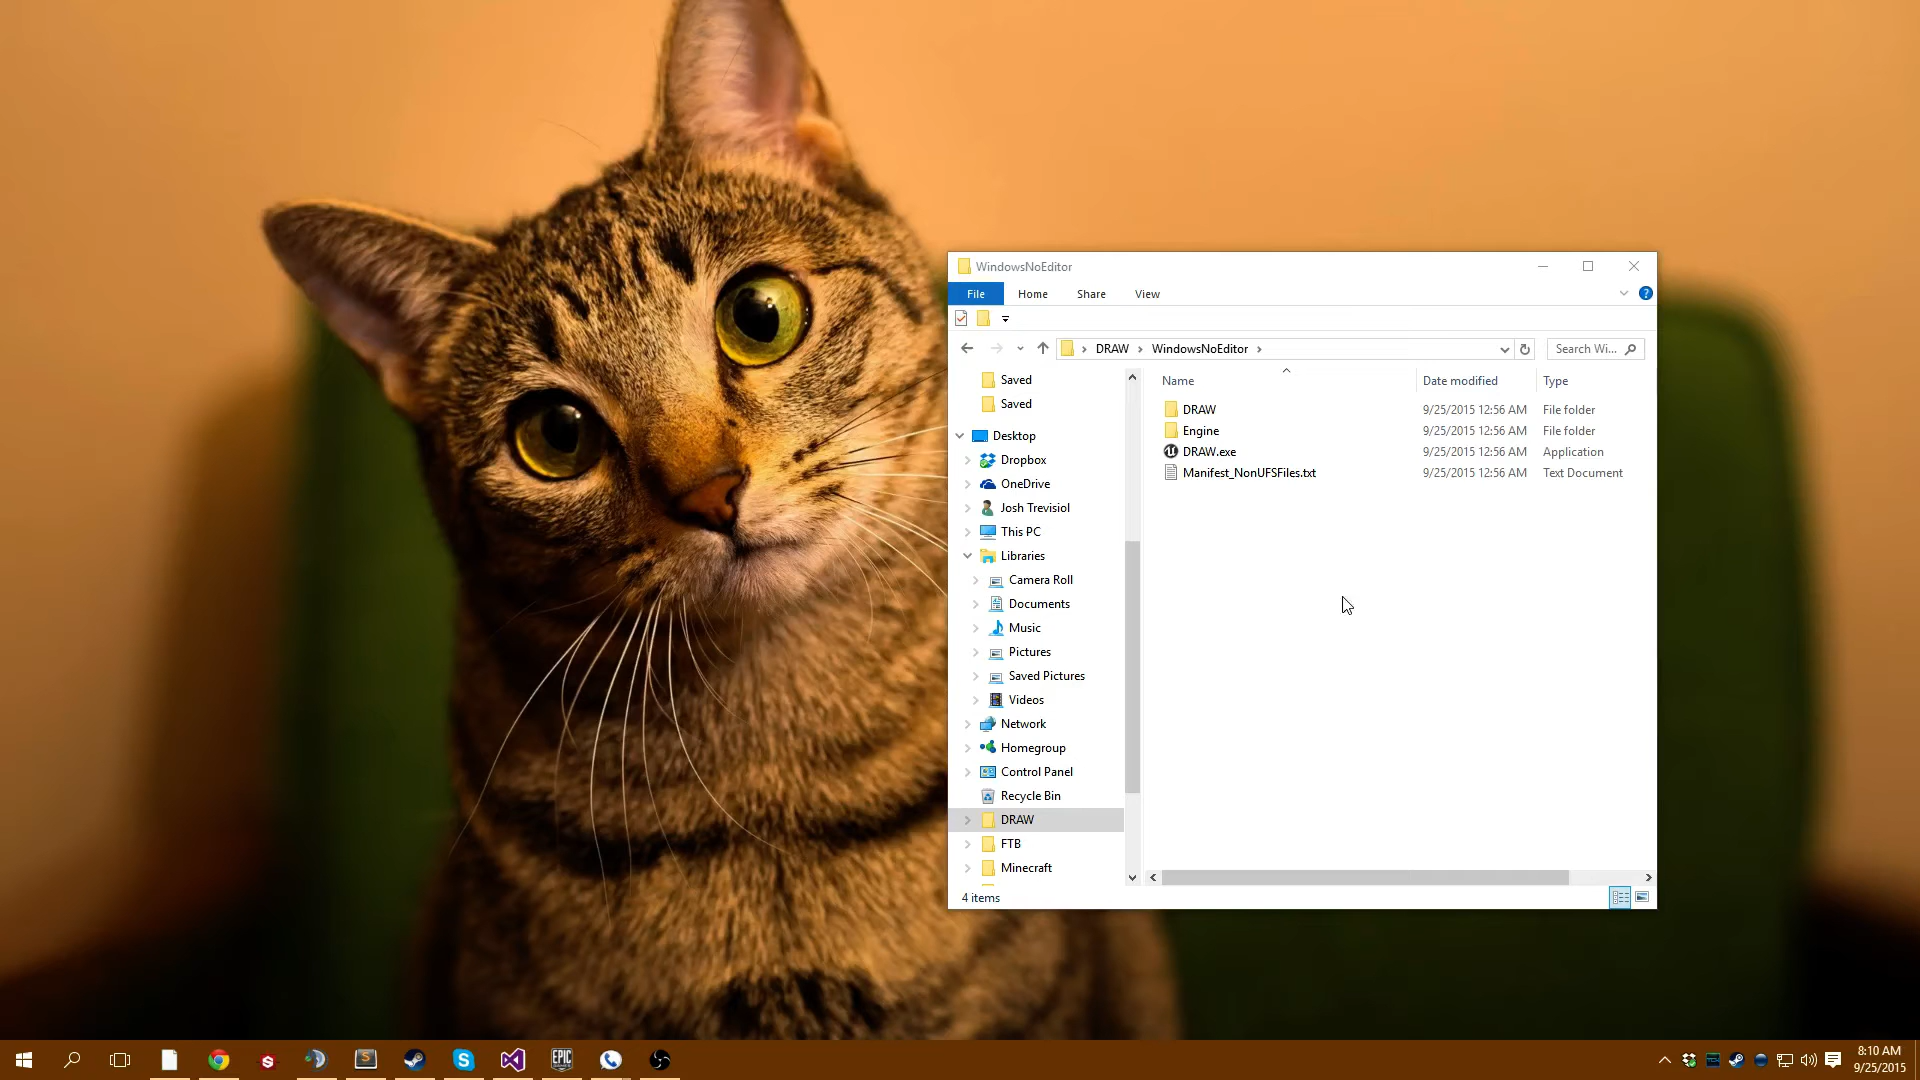 WindowsNoEditor
File Home Share View
DRAW WindowsNoEditor Search Wi...
Name Date modified Type
Saved
Saved
Desktop
Dropbox
OneDrive
Josh Trevisiol
This PC
Libraries
Camera Roll
Documents
Music
Pictures
Saved Pictures
Videos
Network
Homegroup
Control Panel
Recycle Bin
DRAW
FTB
Minecraft
DRAW 9/25/2015 12:56 AM File folder
Engine 9/25/2015 12:56 AM File folder
DRAW.exe 9/25/2015 12:56 AM Application
Manifest_NonUFSFiles.txt 9/25/2015 12:56 AM Text Document
4 items
EPIC
8:10 AM
9/25/2015